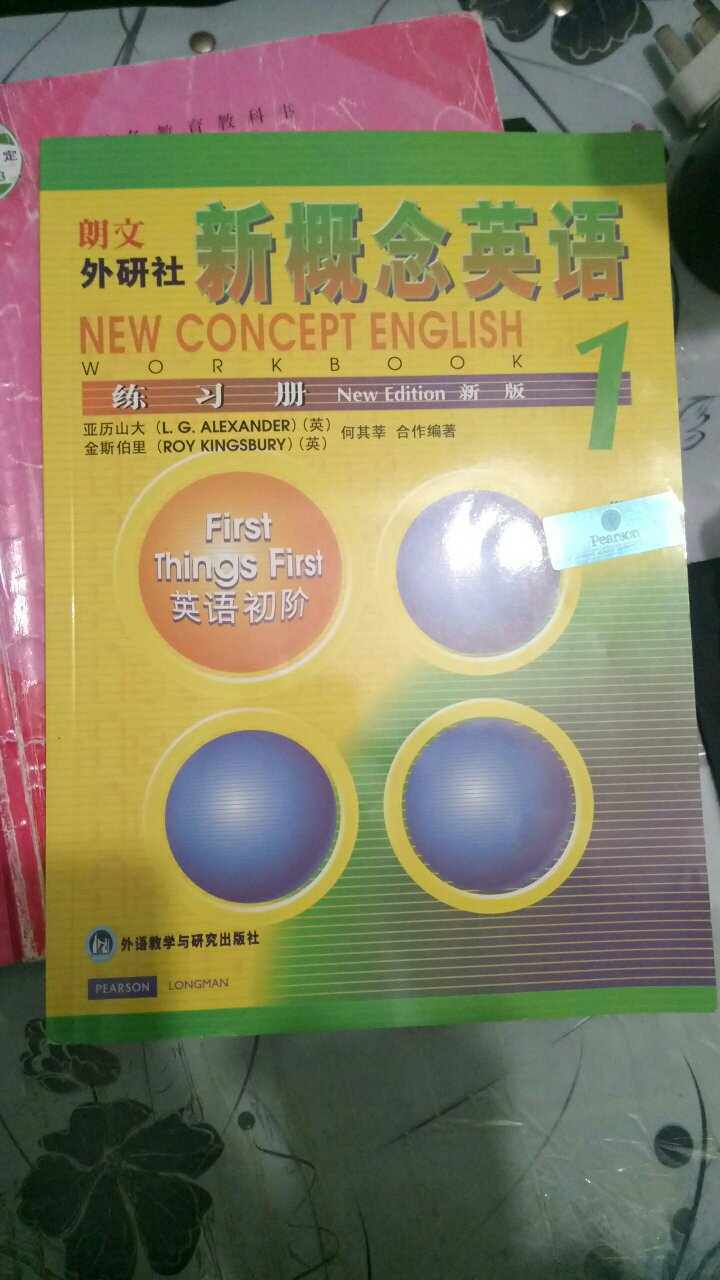 教育教科书
定
3
朗文
外研社
新概念英语
NEW CONCEPT ENGLISH
WORKBOOK
1
练习册 New Edition 新版
亚历山大（L. G. ALEXANDER）（英）
金斯伯里（ROY KINGSBURY）（英）
何其莘 合作编著
First
Things First
英语初阶
Pearson
外语教学与研究出版社
PEARSON LONGMAN